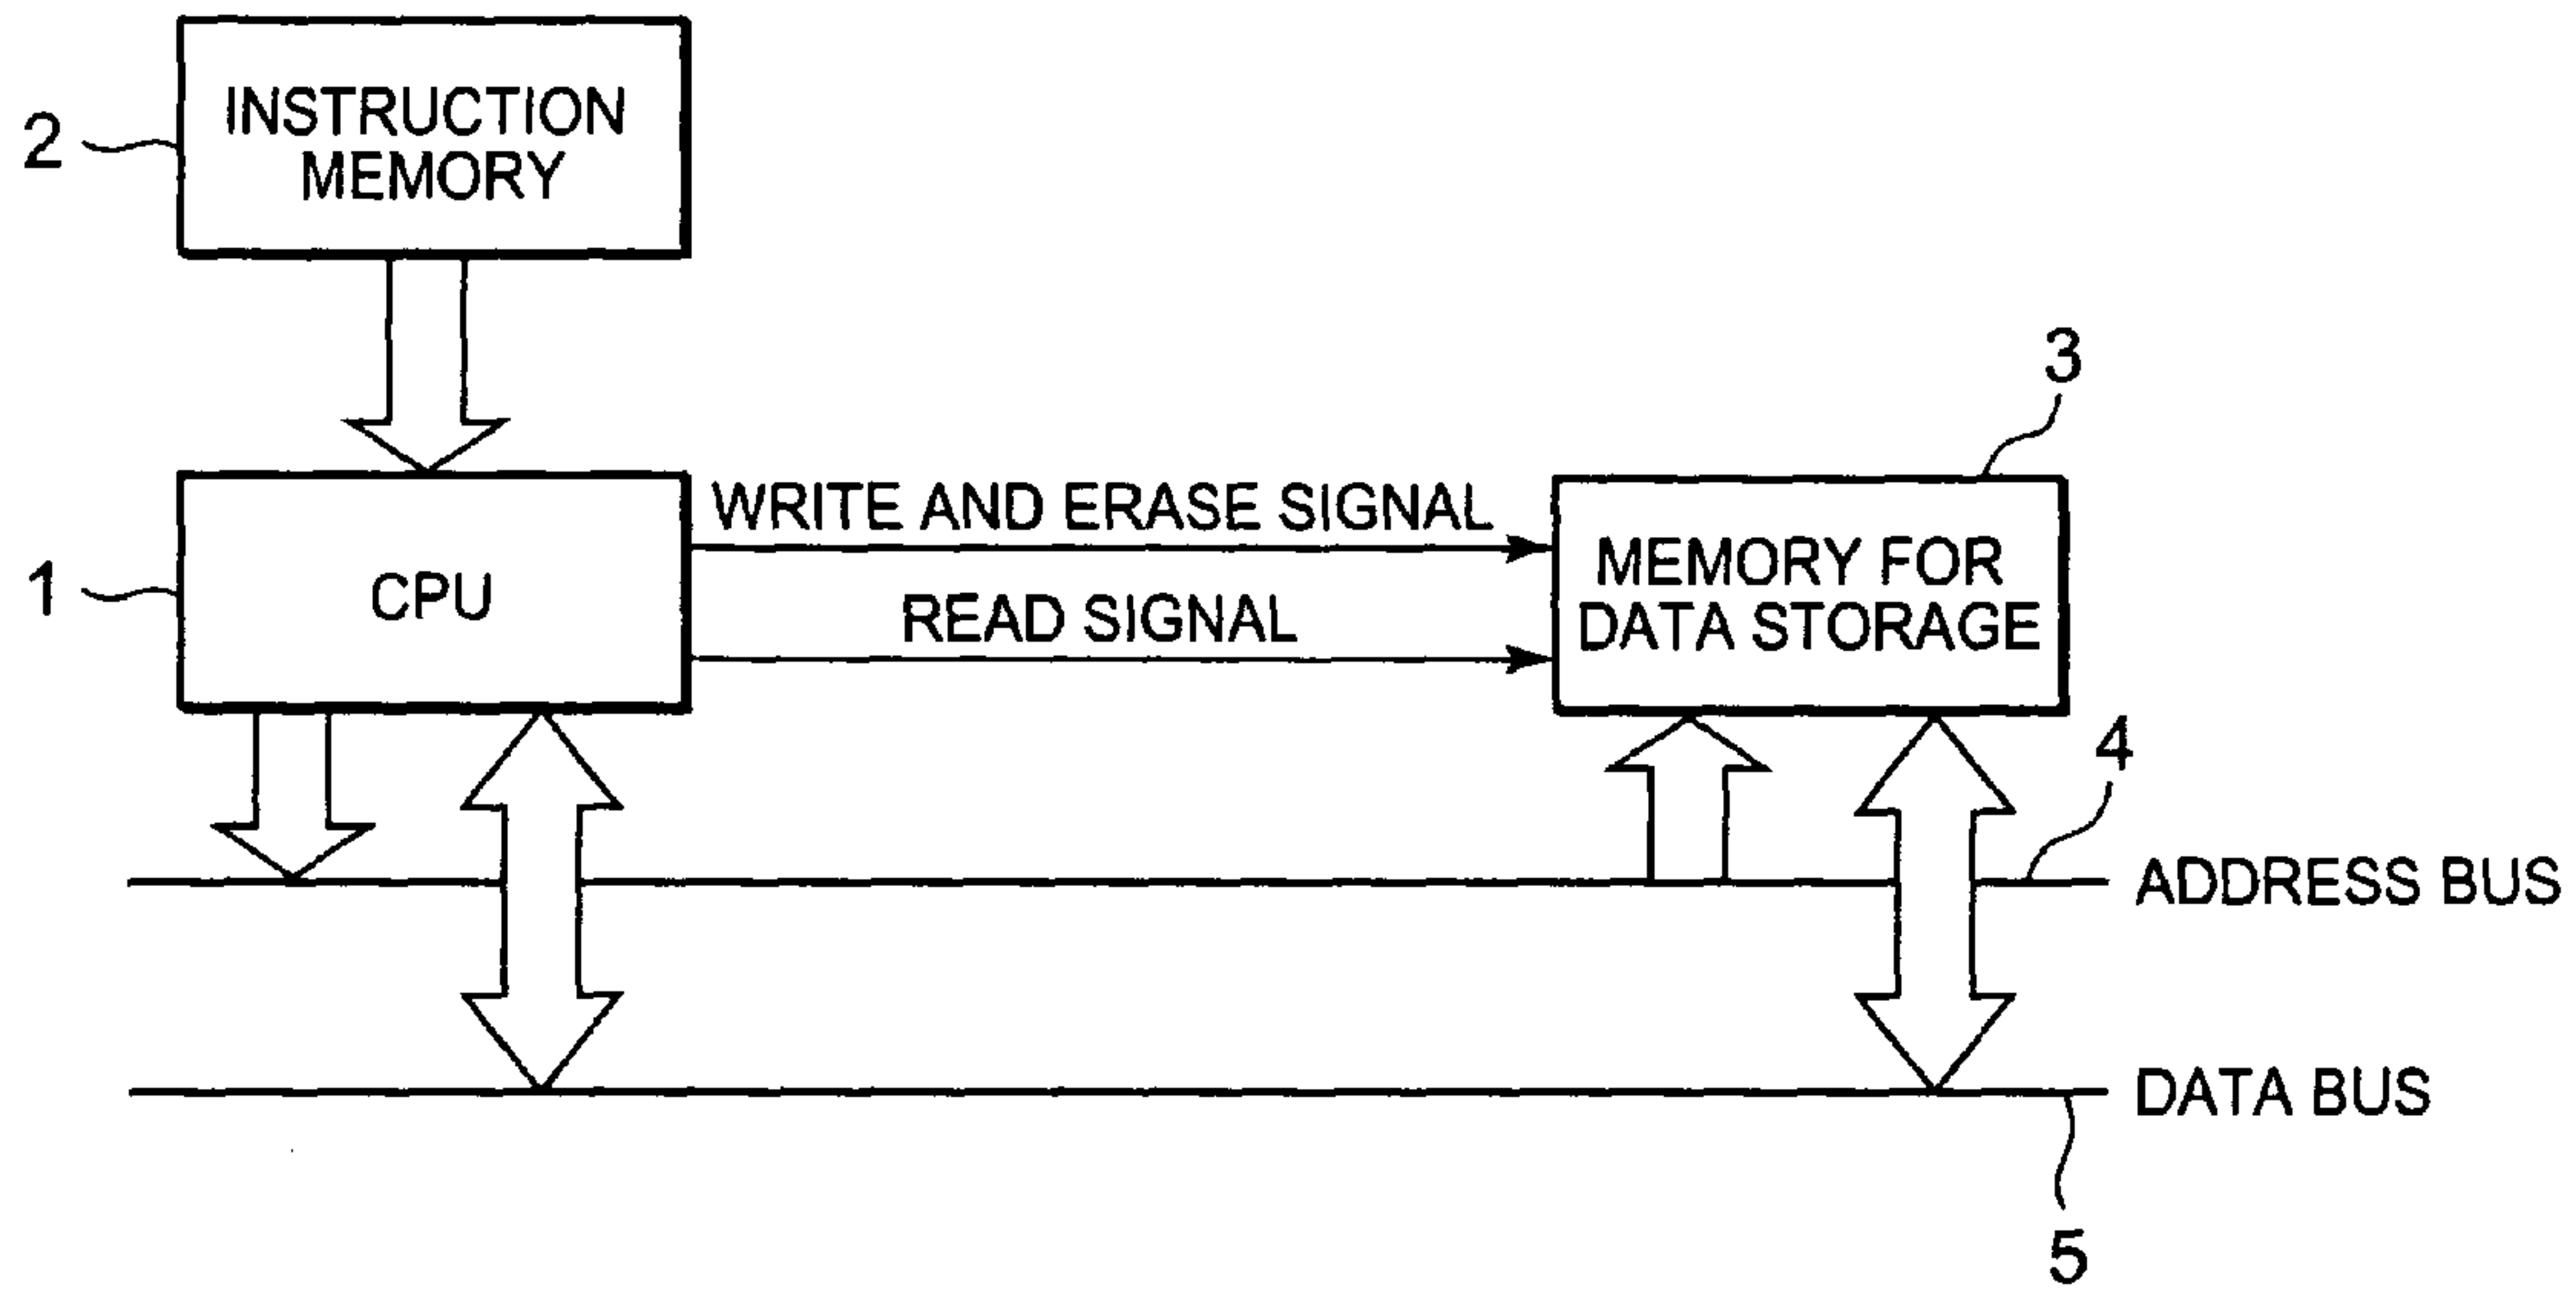 2
INSTRUCTION
MEMORY
3
1
CPU
WRITE AND ERASE SIGNAL
READ SIGNAL
MEMORY FOR
DATA STORAGE
4
ADDRESS BUS
DATA BUS
5